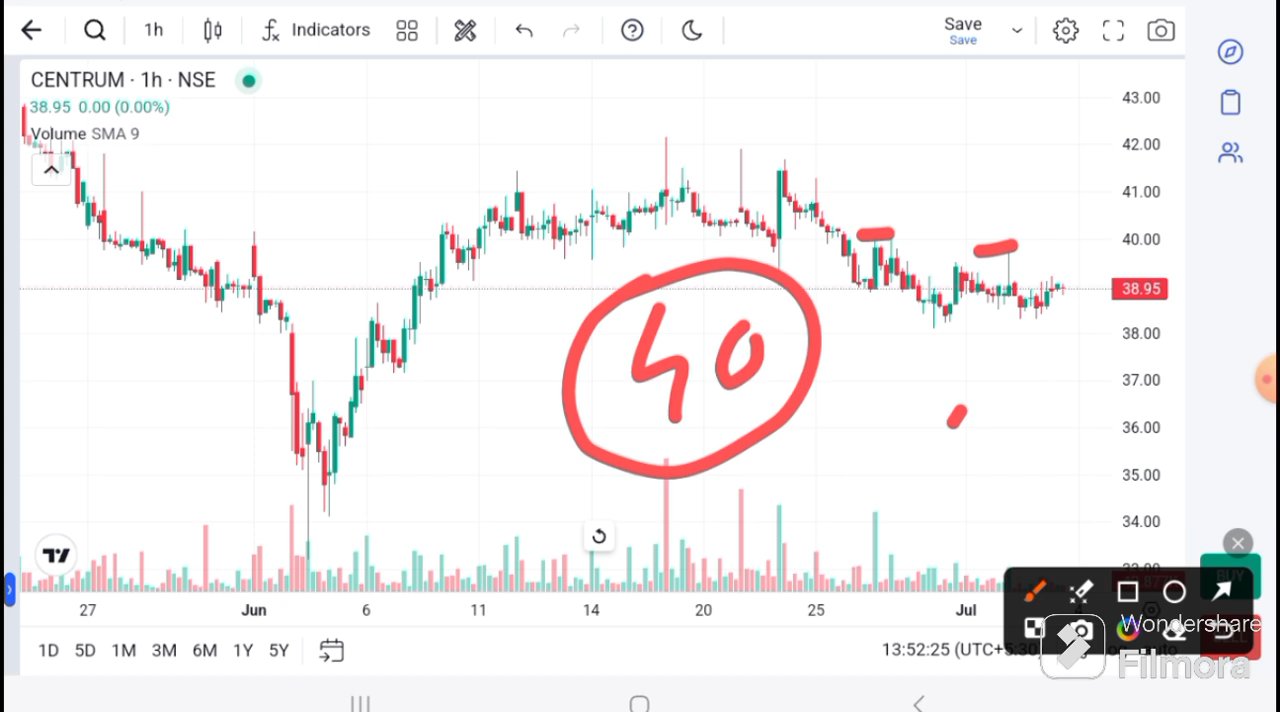 1h
Indicators
Save
Save
CENTRUM · 1h · NSE
38.95 0.00 (0.00%)
Volume SMA 9
43.00
42.00
41.00
40.00
38.95
38.00
37.00
36.00
35.00
34.00
40
27 Jun 6 11 14 20 25 Jul
1D 5D 1M 3M 6M 1Y 5Y
13:52:25 (UTC+5:30)
auto
Wondershare
Filmora